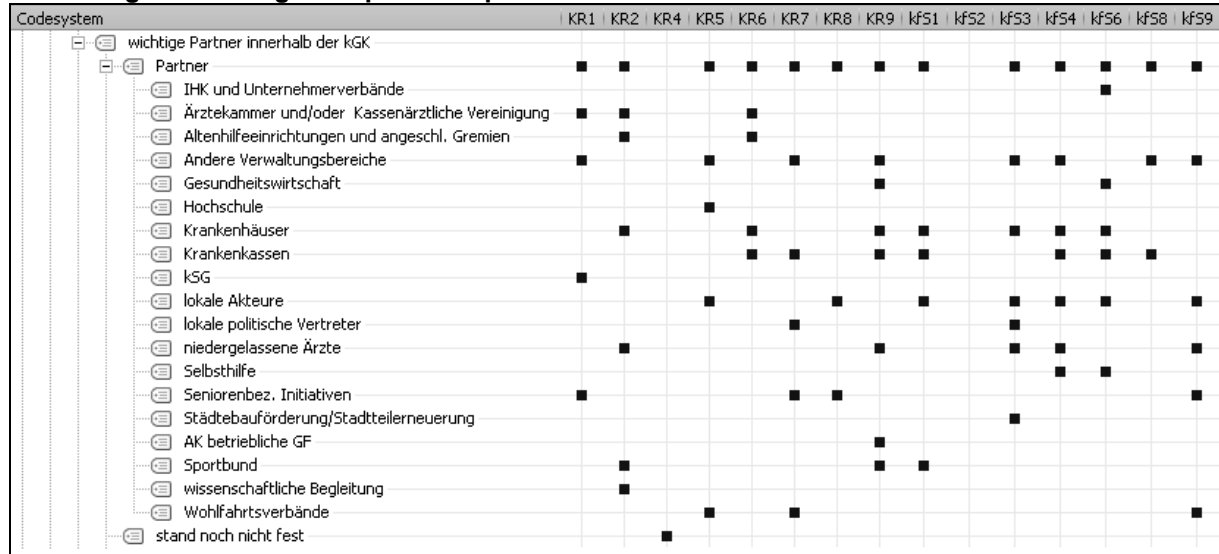 Codesystem KR1 KR2 KR4 KR5 KR6 KR7 KR8 KR9 kfS1 kfS2 kfS3 kfS4 kfS6 kfS8 kfS9
wichtige Partner innerhalb der kGK
Partner
IHK und Unternehmerverbände
Ärztekammer und/oder Kassenärztliche Vereinigung
Altenhilfeeinrichtungen und angeschl. Gremien
Andere Verwaltungsbereiche
Gesundheitswirtschaft
Hochschule
Krankenhäuser
Krankenkassen
kSG
lokale Akteure
lokale politische Vertreter
niedergelassene Ärzte
Selbsthilfe
Seniorenbez. Initiativen
Städtebauförderung/Stadtteilerneuerung
AK betriebliche GF
Sportbund
wissenschaftliche Begleitung
Wohlfahrtsverbände
stand noch nicht fest